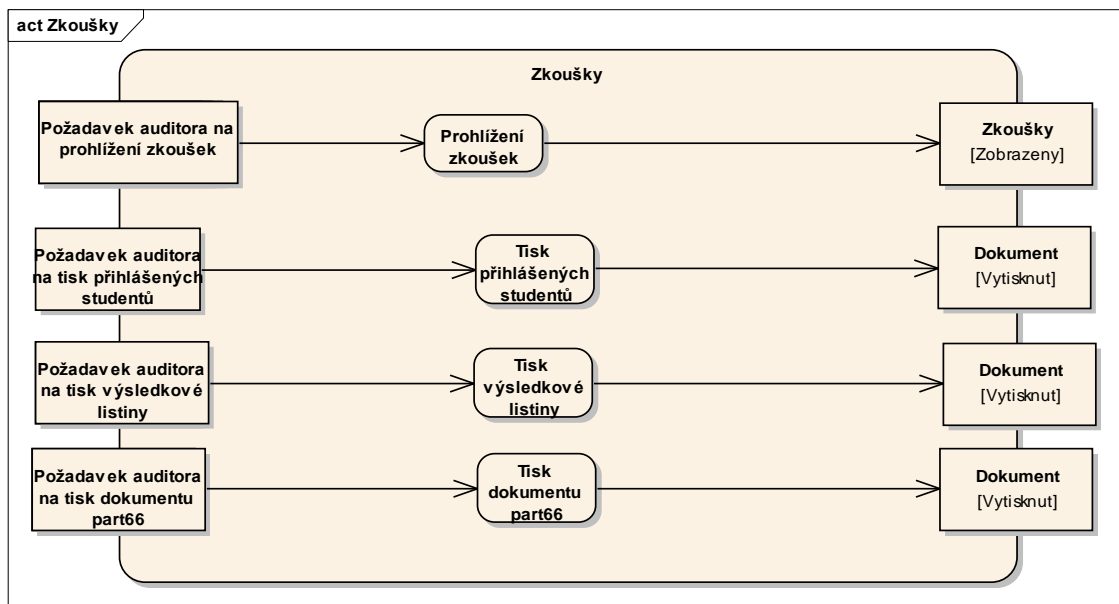 act Zkoušky
Zkoušky
Požadavek auditora na
prohlížení zkoušek
Prohlížení
zkoušek
Zkoušky
[Zobrazeny]
Požadavek auditora
na tisk přihlášených
studentů
Tisk
přihlášených
studentů
Dokument
[Vytisknut]
Požadavek auditora
na tisk výsledkové
listiny
Tisk
výsledkové
listiny
Dokument
[Vytisknut]
Požadavek auditora
na tisk dokumentu
part66
Tisk
dokumentu
part66
Dokument
[Vytisknut]